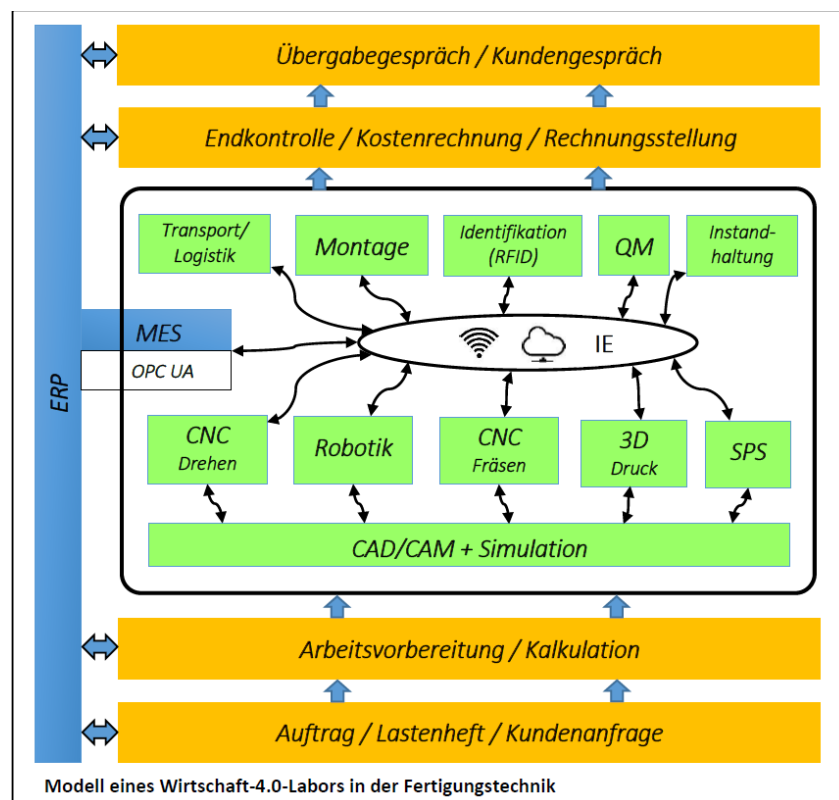 Übergabegespräch / Kundengespräch
Endkontrolle / Kostenrechnung / Rechnungsstellung
Transport/
Logistik
Montage
Identifikation
(RFID)
QM
Instand-
haltung
MES
OPC UA
IE
ERP
CNC
Drehen
Robotik
CNC
Fräsen
3D
Druck
SPS
CAD/CAM + Simulation
Arbeitsvorbereitung / Kalkulation
Auftrag / Lastenheft / Kundenanfrage
Modell eines Wirtschaft-4.0-Labors in der Fertigungstechnik